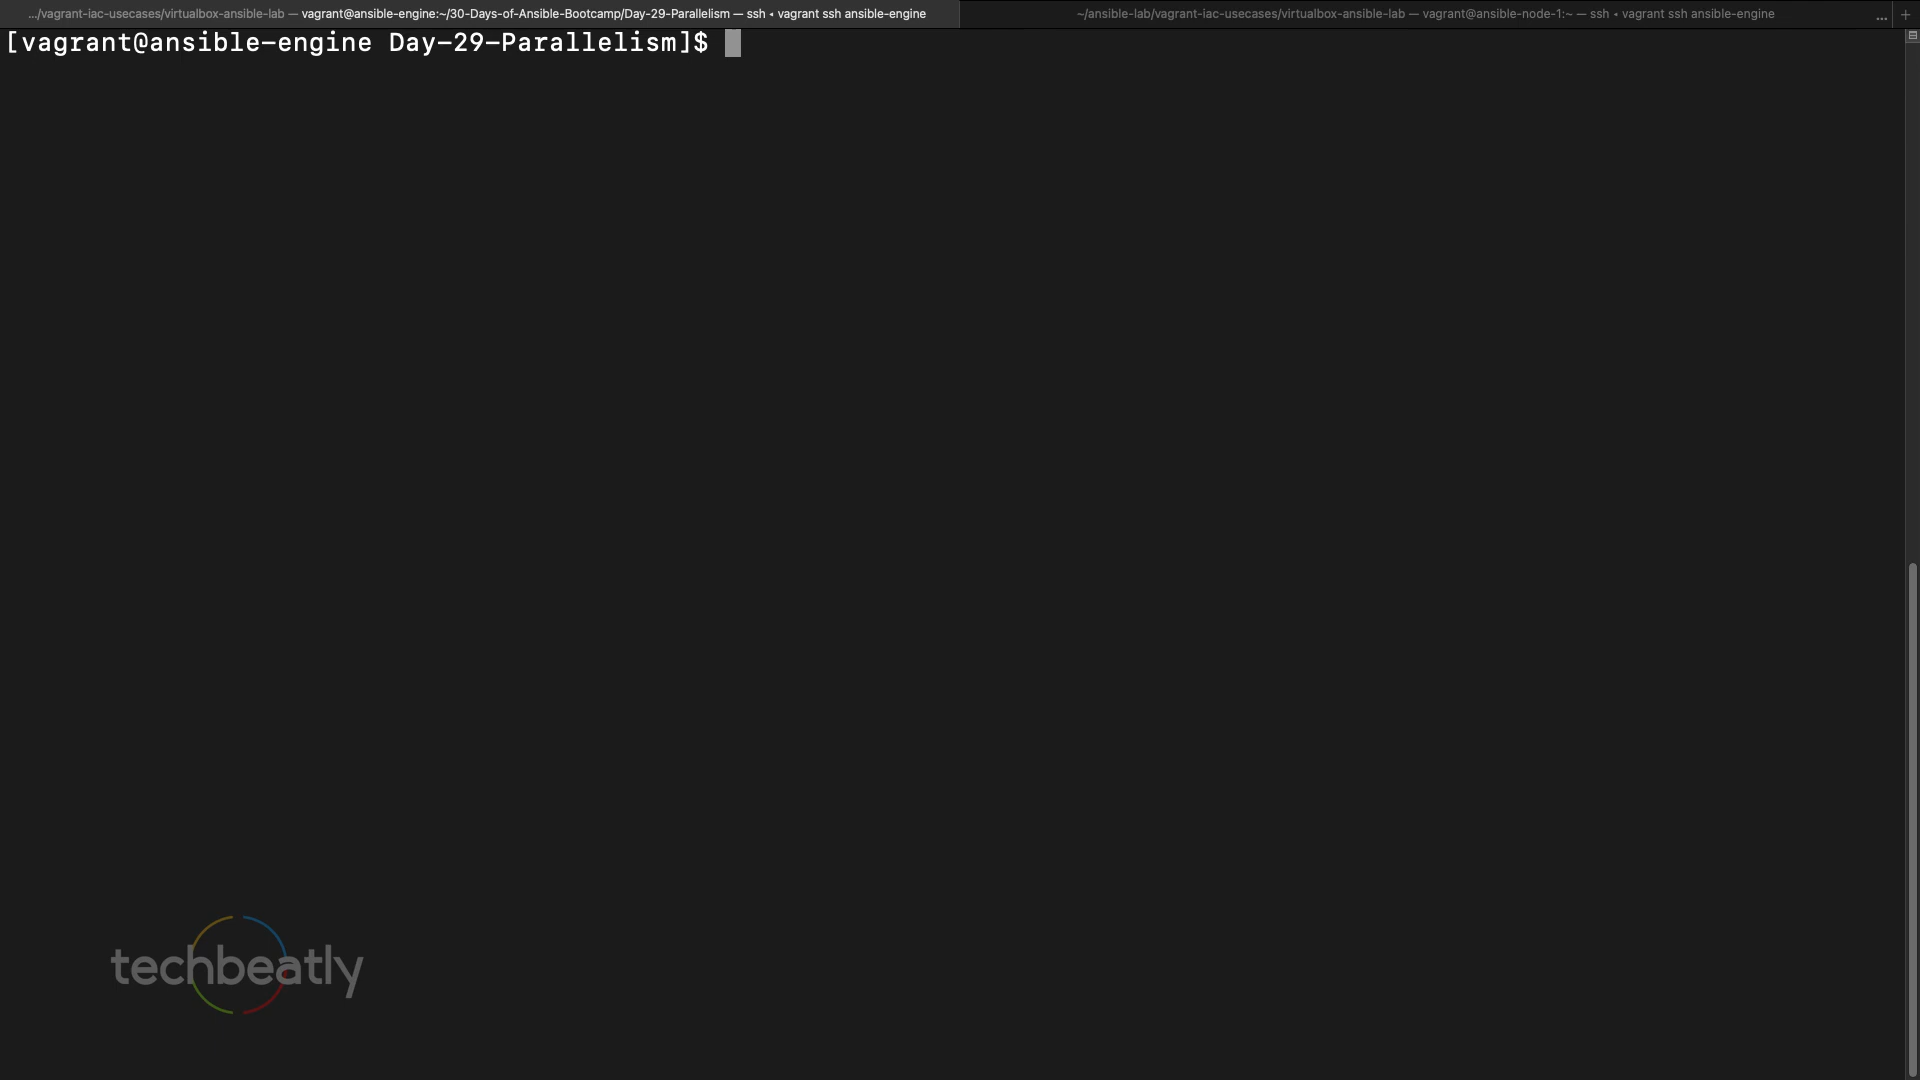 .../vagrant-iac-usecases/virtualbox-ansible-lab — vagrant@ansible-engine:~/30-Days-of-Ansible-Bootcamp/Day-29-Parallelism — ssh ◂ vagrant ssh ansible-engine
~/ansible-lab/vagrant-iac-usecases/virtualbox-ansible-lab — vagrant@ansible-node-1:~ — ssh ◂ vagrant ssh ansible-engine
[vagrant@ansible-engine Day-29-Parallelism]$
techbeatly